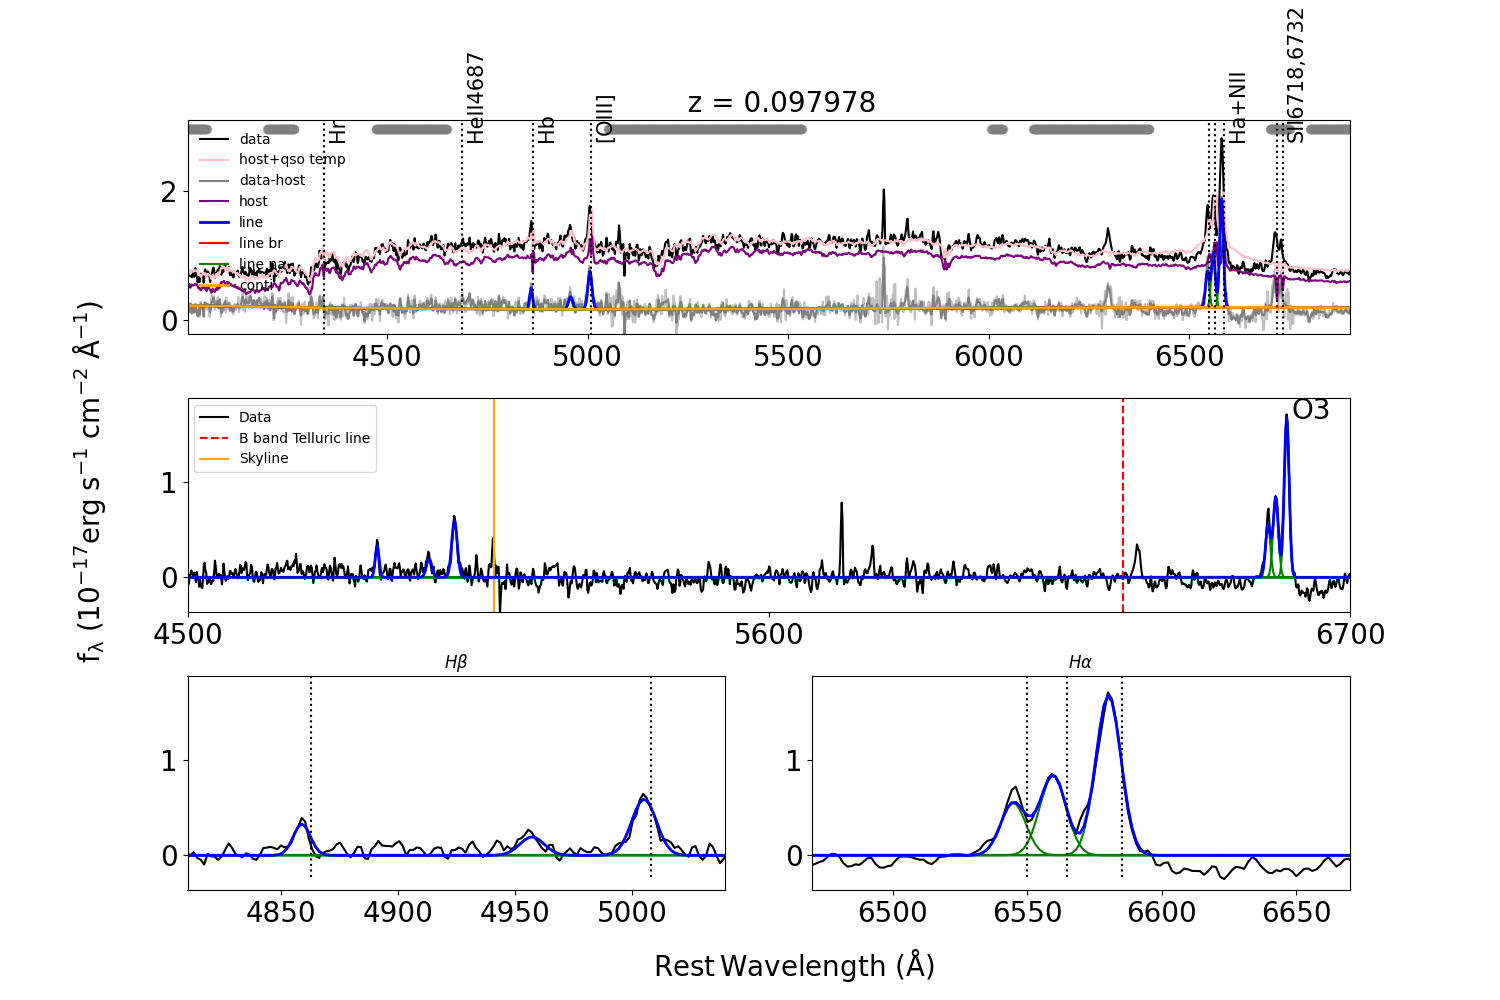 z = 0.097978
Hr
HeII4687
Hb
[OIII]
Ha+NII
SII6718,6732
data
host+qso temp
data-host
host
line
line br
line na
conti
2
0
4500 5000 5500 6000 6500
f_λ (10^−17 erg s^−1 cm^−2 Å^−1)
Data
B band Telluric line
Skyline
O3
1
0
4500 5600 6700
Hβ
1
0
4850 4900 4950 5000
Hα
1
0
6500 6550 6600 6650
Rest Wavelength (Å)